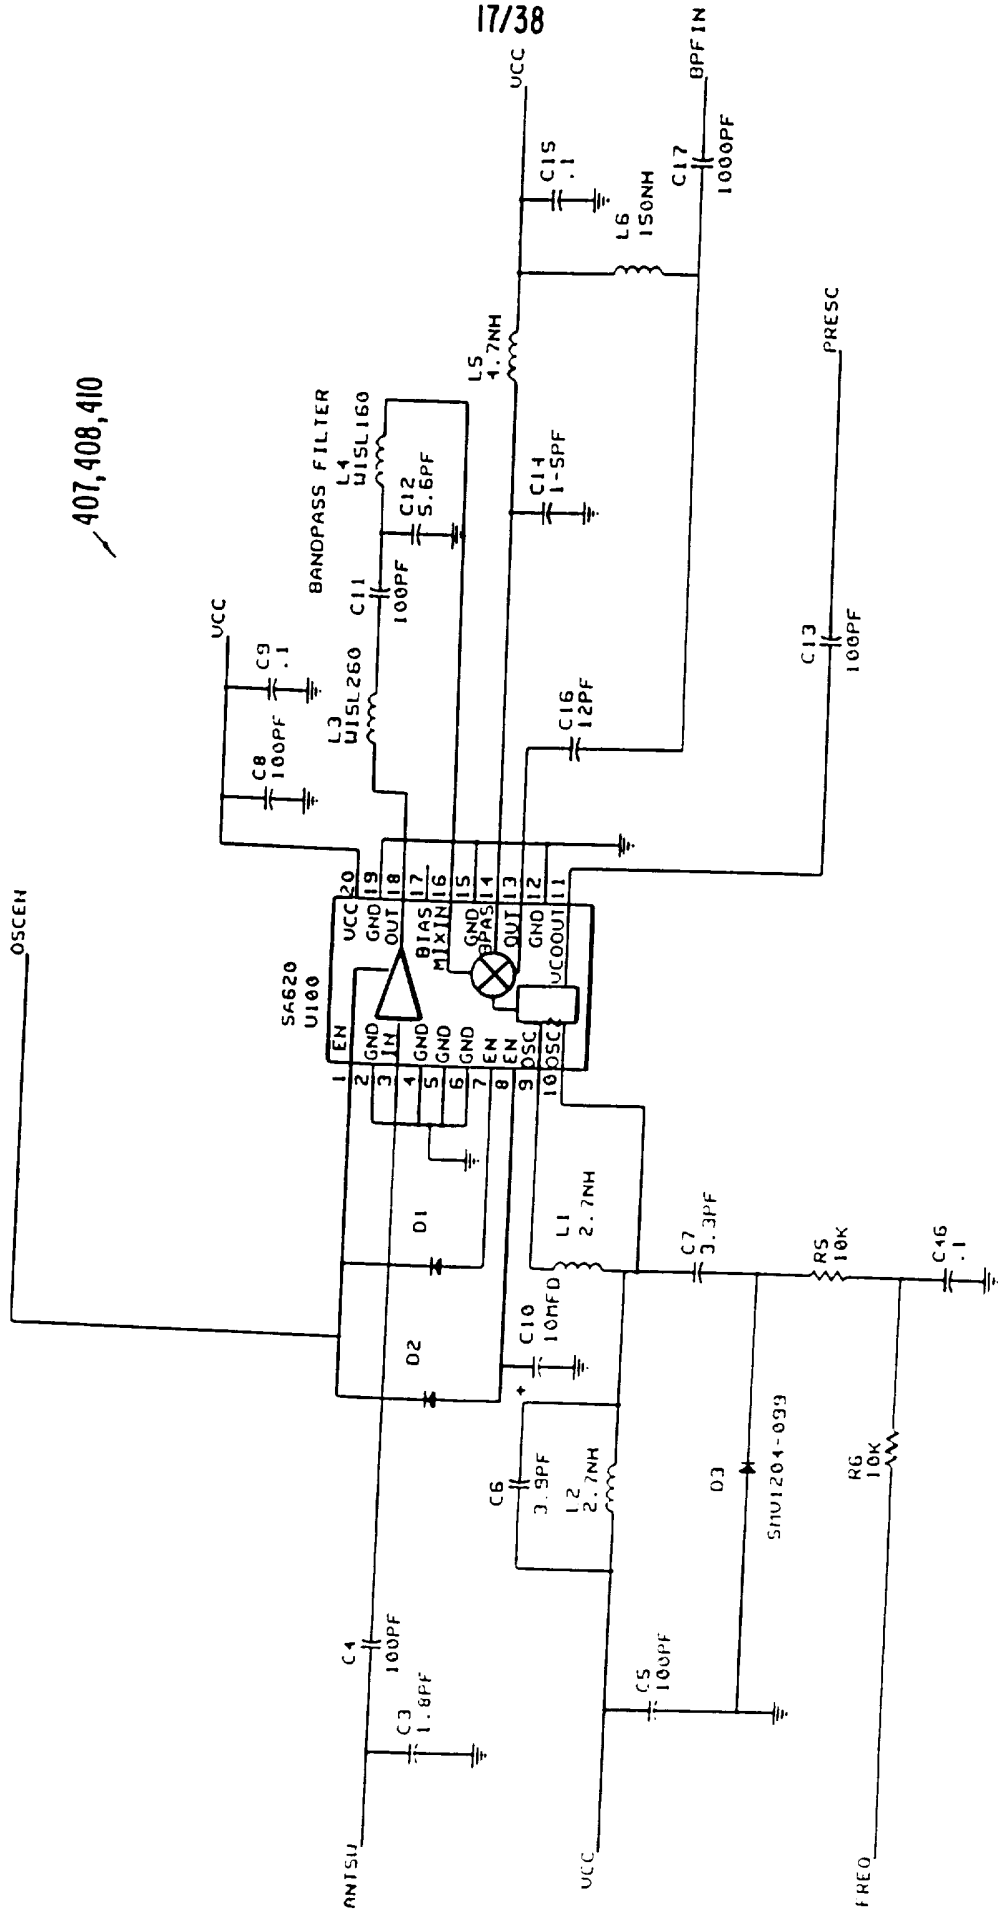 17/38
407,408,410
OSCEN
VCC
C8
100PF
C9
.1
BANDPASS FILTER
L3
W1SL260
C11
100PF
L4
W1SL160
C12
5.6PF
L5
4.7NH
C14
1-5PF
VCC
C15
.1
L6
150NH
C16
12PF
C17
1000PF
BPFIN
C13
100PF
PRESC
SA620
U100
1 EN
2 GND
3 IN
4 GND
5 GND
6 GND
7 EN
8 EN
9 OSC
10 OSC
VCC 20
GND 19
OUT 18
BIAS 17
MIXIN 16
GND 15
BPAS 14
OUT 13
GND 12
VCOOUT 11
ANTSW
C3
1.8PF
C4
100PF
D2
D1
C10
10MFD
+
L1
2.7NH
C6
3.9PF
L2
2.7NH
VCC
C5
100PF
D3
SMV1204-099
C7
3.3PF
R5
10K
C46
.1
R6
10K
FREQ